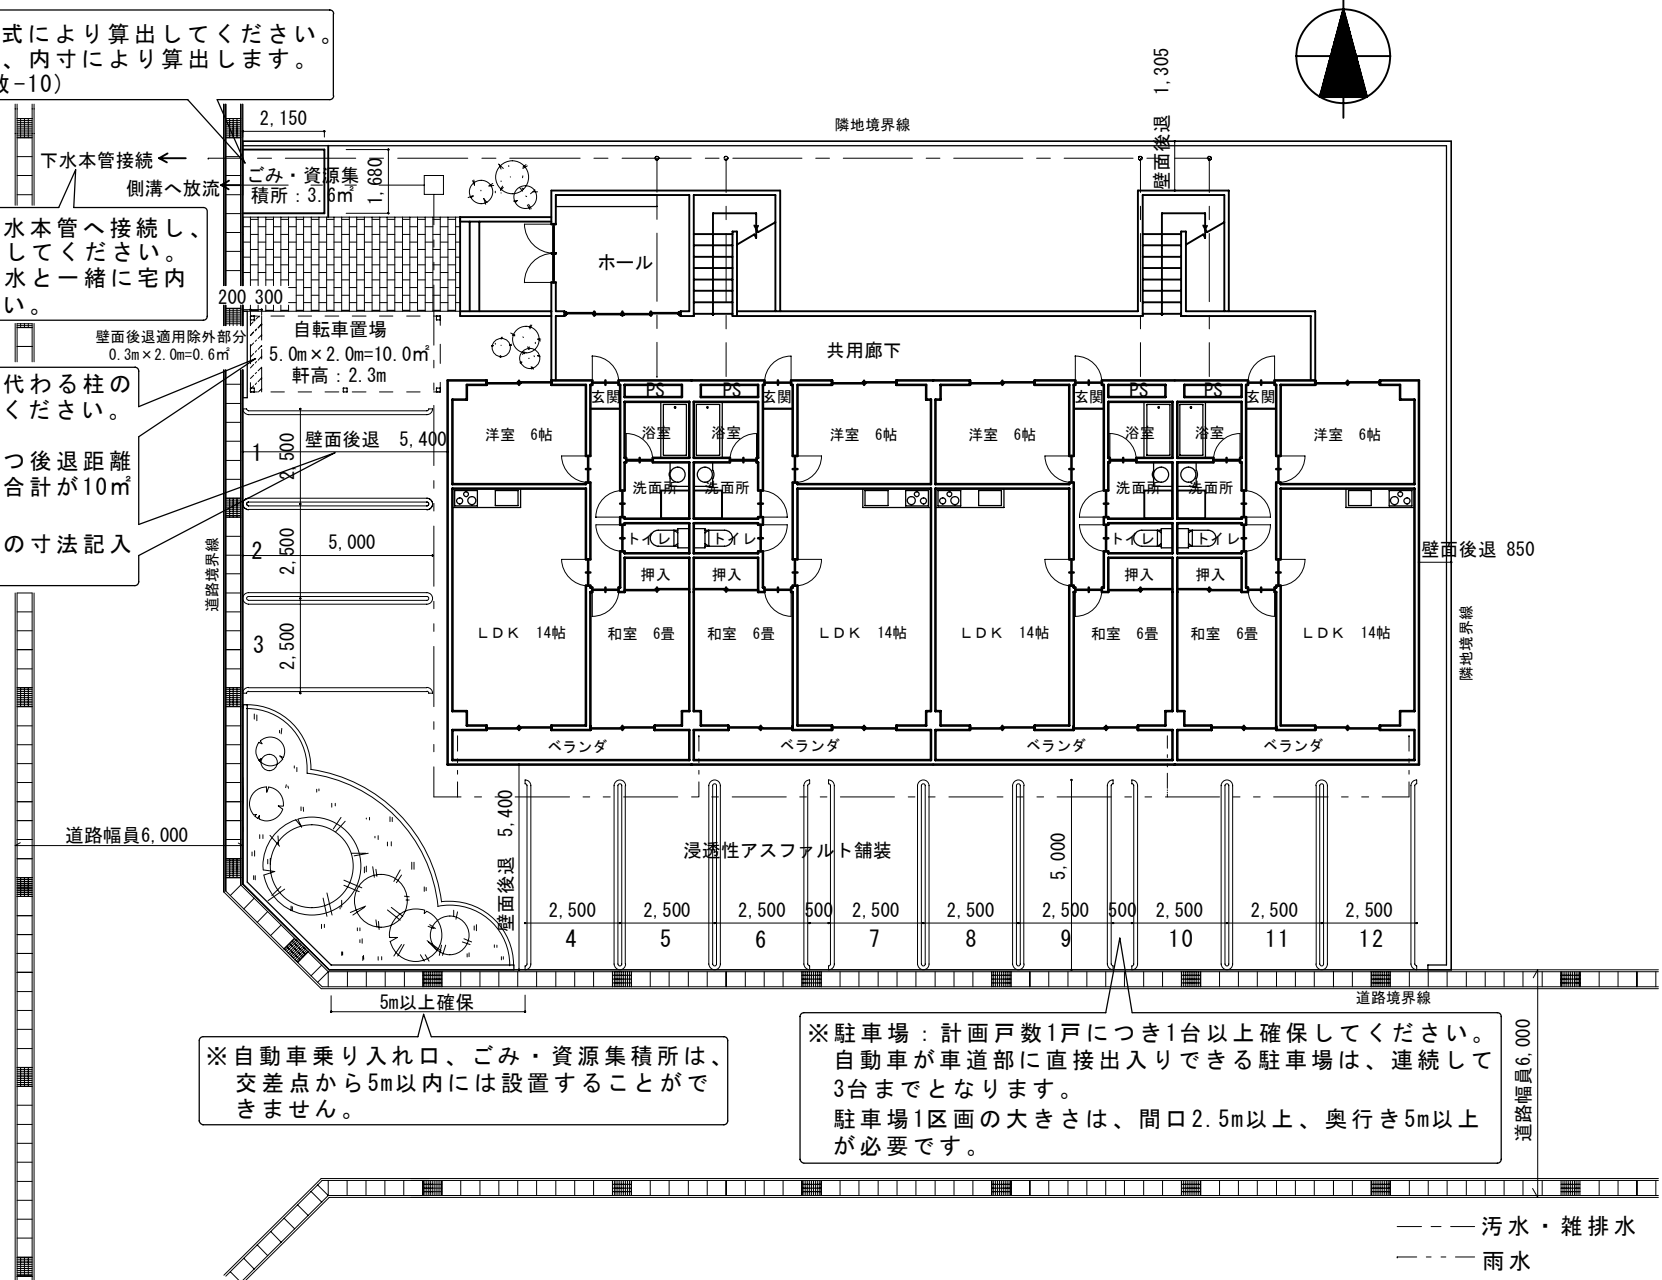 式により算出してください。
、内寸により算出します。
数-10)
2,150
隣地境界線
壁面後退 1,305
下水本管接続
側溝へ放流
ごみ・資源集
積所：3.6㎡
1,680
水本管へ接続し、
してください。
水と一緒に宅内
い。
ホール
200 300
壁面後退適用除外部分
0.3m×2.0m=0.6㎡
自転車置場
5.0m×2.0m=10.0㎡
軒高：2.3m
共用廊下
代わる柱の
ください。
つ後退距離
合計が10㎡
の寸法記入
玄関 PS PS 玄関 玄関 PS PS 玄関
洋室 6帖 浴室 浴室 洋室 6帖 洋室 6帖 浴室 浴室 洋室 6帖
1
2,500
壁面後退 5,400
洗面所 洗面所 洗面所 洗面所
トイレ トイレ トイレ トイレ
2
2,500
5,000
壁面後退 850
押入 押入 押入 押入
道路境界線
3
2,500
ＬＤＫ 14帖 和室 6畳 和室 6畳 ＬＤＫ 14帖 ＬＤＫ 14帖 和室 6畳 和室 6畳 ＬＤＫ 14帖
隣地境界線
ベランダ ベランダ ベランダ ベランダ
道路幅員6,000
壁面後退 5,400
浸透性アスファルト舗装
5,000
2,500 2,500 2,500 500 2,500 2,500 2,500 500 2,500 2,500 2,500
4 5 6 7 8 9 10 11 12
5m以上確保
道路境界線
※自動車乗り入れ口、ごみ・資源集積所は、
交差点から5m以内には設置することがで
きません。
※駐車場：計画戸数1戸につき1台以上確保してください。
自動車が車道部に直接出入りできる駐車場は、連続して
3台までとなります。
駐車場1区画の大きさは、間口2.5m以上、奥行き5m以上
が必要です。
道路幅員6,000
汚水・雑排水
雨水